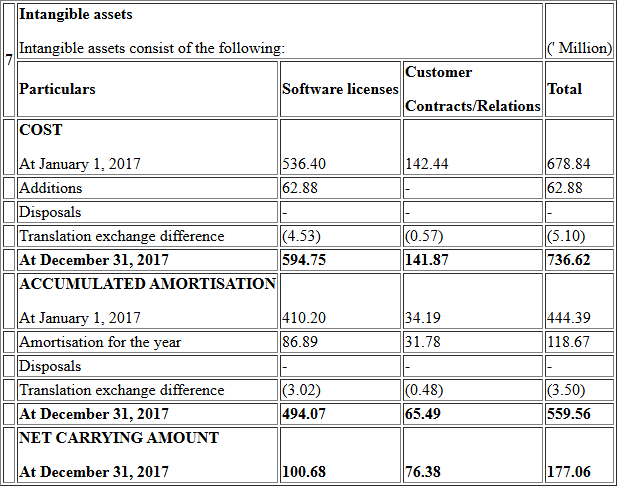 7
Intangible assets
Intangible assets consist of the following: (' Million)
Particulars Software licenses Customer Contracts/Relations Total
COST
At January 1, 2017 536.40 142.44 678.84
Additions 62.88 - 62.88
Disposals - - -
Translation exchange difference (4.53) (0.57) (5.10)
At December 31, 2017 594.75 141.87 736.62
ACCUMULATED AMORTISATION
At January 1, 2017 410.20 34.19 444.39
Amortisation for the year 86.89 31.78 118.67
Disposals - - -
Translation exchange difference (3.02) (0.48) (3.50)
At December 31, 2017 494.07 65.49 559.56
NET CARRYING AMOUNT
At December 31, 2017 100.68 76.38 177.06